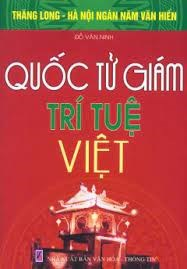 THĂNG LONG - HÀ NỘI NGÀN NĂM VĂN HIẾN
ĐỖ VĂN NINH
QUỐC TỬ GIÁM
TRÍ TUỆ
VIỆT
NHÀ XUẤT BẢN VĂN HÓA - THÔNG TIN